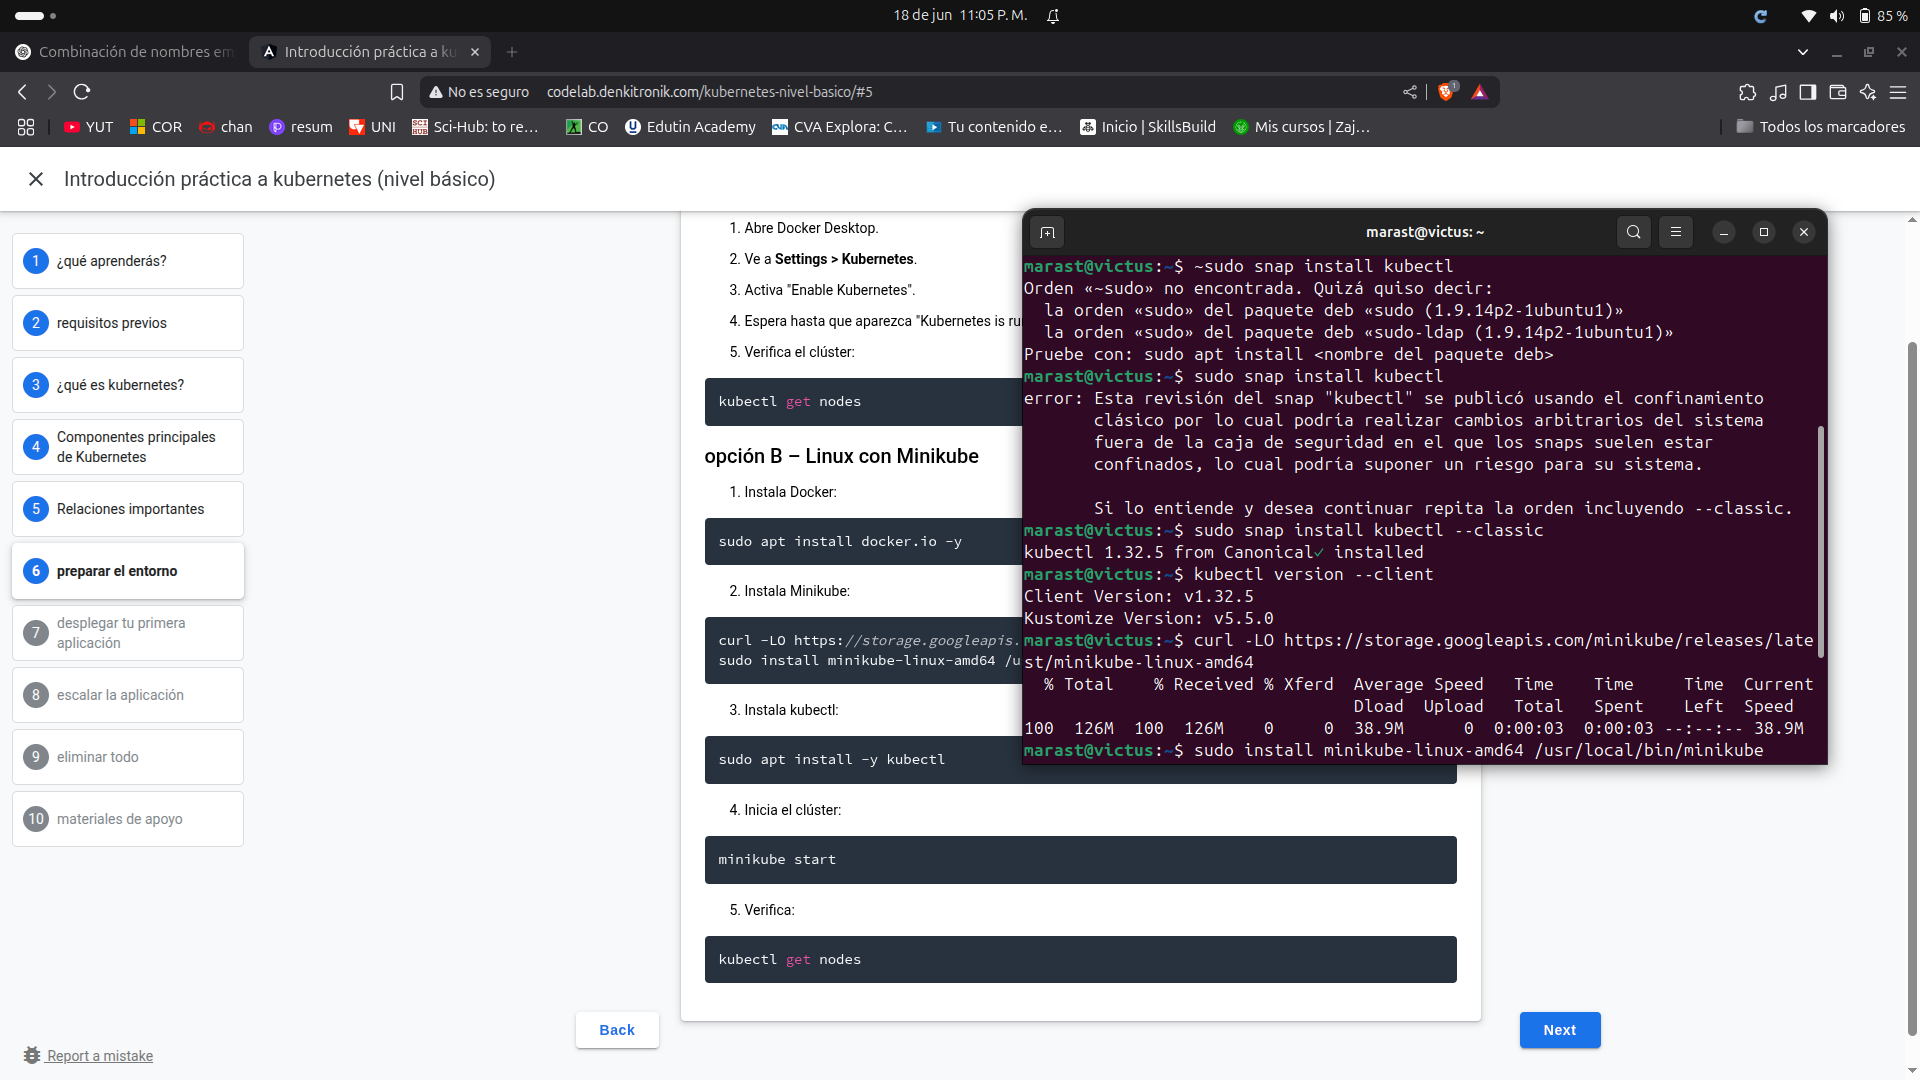 18 de jun 11:05 P. M.
85 %
Combinación de nombres em
Introducción práctica a ku
No es seguro
codelab.denkitronik.com/kubernetes-nivel-basico/#5
1
YUT
COR
chan
resum
UNI
Sci-Hub: to re...
CO
Edutin Academy
CVA Explora: C...
Tu contenido e...
Inicio | SkillsBuild
Mis cursos | Zaj...
Todos los marcadores
Introducción práctica a kubernetes (nivel básico)
1 ¿qué aprenderás?
2 requisitos previos
3 ¿qué es kubernetes?
4 Componentes principales
de Kubernetes
5 Relaciones importantes
6 preparar el entorno
7 desplegar tu primera
aplicación
8 escalar la aplicación
9 eliminar todo
10 materiales de apoyo
Report a mistake
1. Abre Docker Desktop.
2. Ve a Settings > Kubernetes.
3. Activa "Enable Kubernetes".
4. Espera hasta que aparezca "Kubernetes is ru
5. Verifica el clúster:
kubectl get nodes
opción B – Linux con Minikube
1. Instala Docker:
sudo apt install docker.io -y
2. Instala Minikube:
curl -LO https://storage.googleapis.
sudo install minikube-linux-amd64 /u
3. Instala kubectl:
sudo apt install -y kubectl
4. Inicia el clúster:
minikube start
5. Verifica:
kubectl get nodes
Back
Next
marast@victus: ~
marast@victus:~$ ~sudo snap install kubectl
Orden «~sudo» no encontrada. Quizá quiso decir:
la orden «sudo» del paquete deb «sudo (1.9.14p2-1ubuntu1)»
la orden «sudo» del paquete deb «sudo-ldap (1.9.14p2-1ubuntu1)»
Pruebe con: sudo apt install <nombre del paquete deb>
marast@victus:~$ sudo snap install kubectl
error: Esta revisión del snap "kubectl" se publicó usando el confinamiento
clásico por lo cual podría realizar cambios arbitrarios del sistema
fuera de la caja de seguridad en el que los snaps suelen estar
confinados, lo cual podría suponer un riesgo para su sistema.
Si lo entiende y desea continuar repita la orden incluyendo --classic.
marast@victus:~$ sudo snap install kubectl --classic
kubectl 1.32.5 from Canonical✓ installed
marast@victus:~$ kubectl version --client
Client Version: v1.32.5
Kustomize Version: v5.5.0
marast@victus:~$ curl -LO https://storage.googleapis.com/minikube/releases/late
st/minikube-linux-amd64
% Total % Received % Xferd Average Speed Time Time Time Current
Dload Upload Total Spent Left Speed
100 126M 100 126M 0 0 38.9M 0 0:00:03 0:00:03 --:--:-- 38.9M
marast@victus:~$ sudo install minikube-linux-amd64 /usr/local/bin/minikube